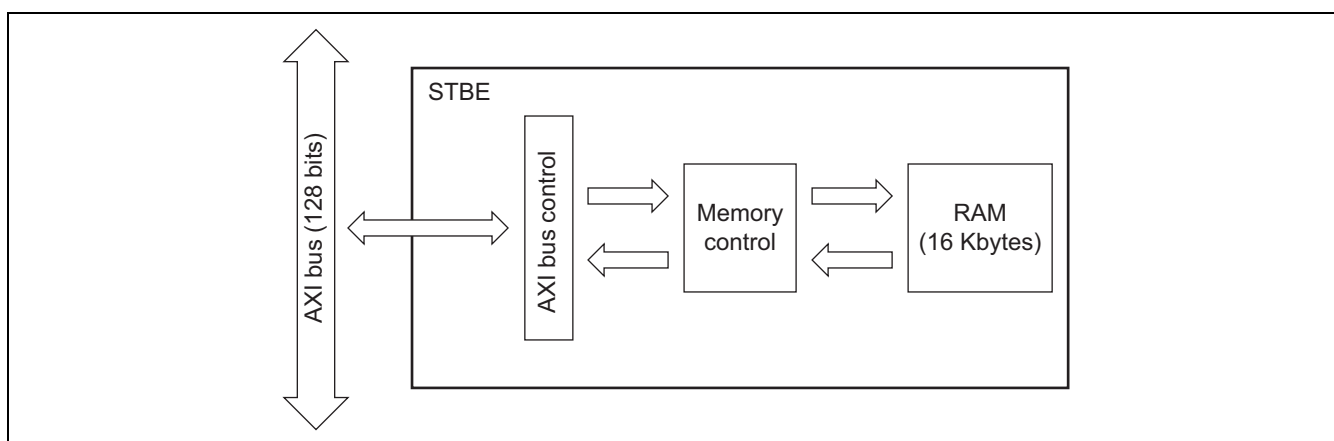 AXI bus (128 bits)
STBE
AXI bus control
Memory
control
RAM
(16 Kbytes)